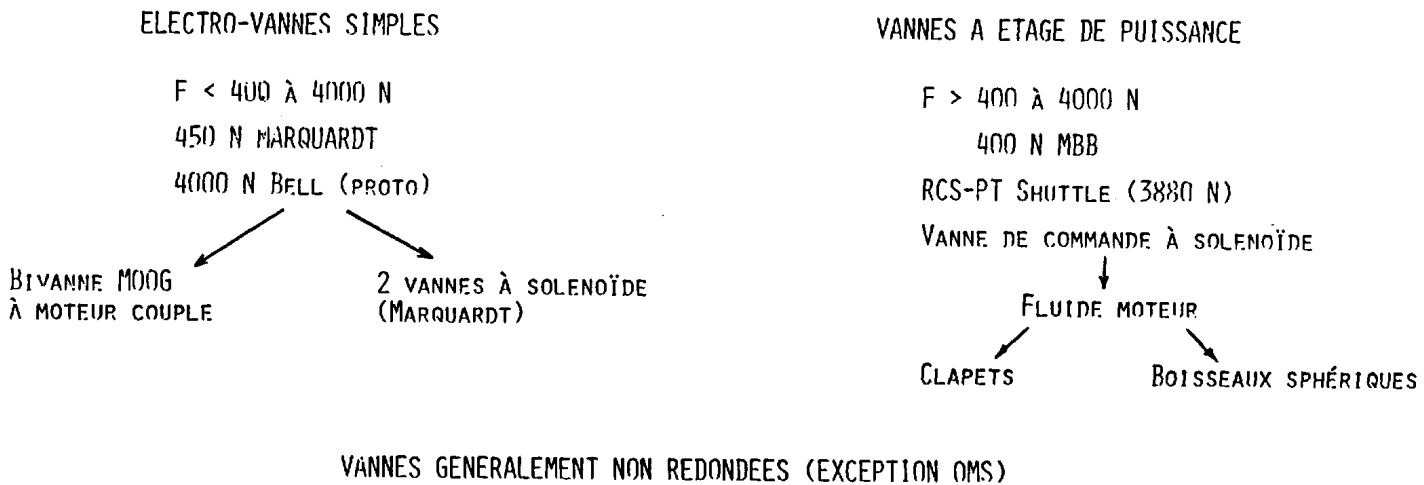 ELECTRO-VANNES SIMPLES
F < 400 À 4000 N
450 N MARQUARDT
4000 N BELL (PROTO)
BIVANNE MOOG
À MOTEUR COUPLE
2 VANNES À SOLENOÏDE
(MARQUARDT)
VANNES A ETAGE DE PUISSANCE
F > 400 À 4000 N
400 N MBB
RCS-PT SHUTTLE (3880 N)
VANNE DE COMMANDE À SOLENOÏDE
FLUIDE MOTEUR
CLAPETS
BOISSEAUX SPHÉRIQUES
VANNES GENERALEMENT NON REDONDEES (EXCEPTION OMS)